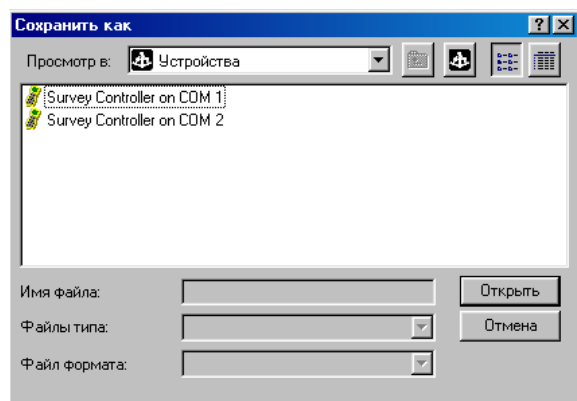 Сохранить как
Просмотр в: Устройства
Survey Controller on COM 1
Survey Controller on COM 2
Имя файла: Открыть
Файлы типа: Отмена
Файл формата: